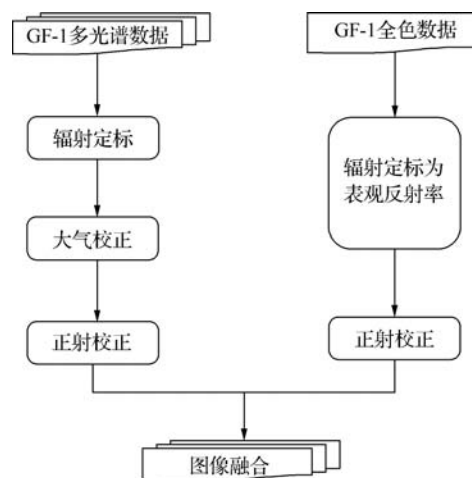 GF-1多光谱数据
GF-1全色数据
辐射定标
辐射定标为
表观反射率
大气校正
正射校正
正射校正
图像融合